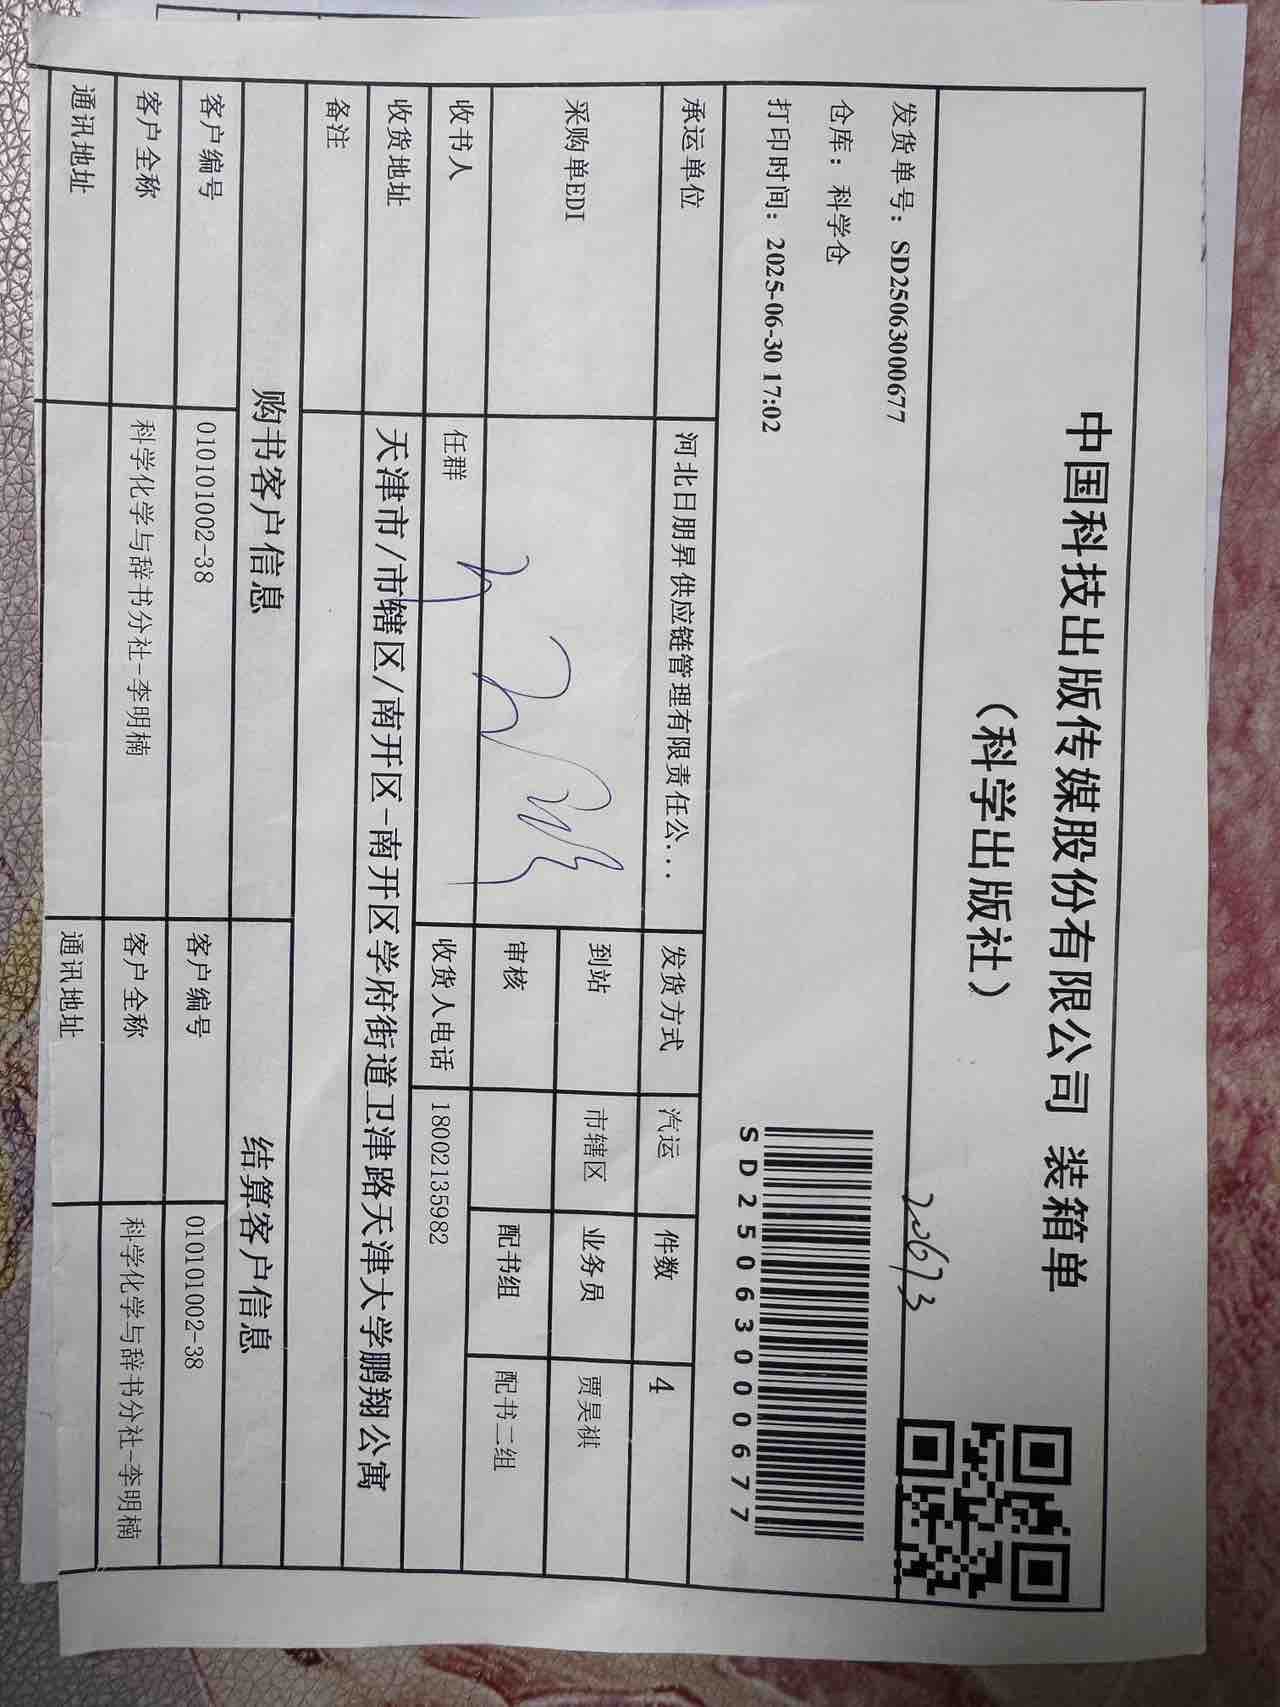 中国科技出版传媒股份有限公司 装箱单
（科学出版社）
20673
发货单号：SD25063000677
仓库：科学仓
打印时间：2025-06-30 17:02
SD25063000677
承运单位 河北日朋昇供应链管理有限责任公... 发货方式 汽运 件数 4
采购单EDI 到站 市辖区 业务员 贾昊祺
审核 配书组 配书二组
收书人 任群 收货人电话 18002135982
收货地址 天津市/市辖区/南开区-南开区学府街道卫津路天津大学鹏翔公寓
备注
购书客户信息 结算客户信息
客户编号 010101002-38 客户编号 010101002-38
客户全称 科学化学与辞书分社-李明楠 客户全称 科学化学与辞书分社-李明楠
通讯地址 通讯地址